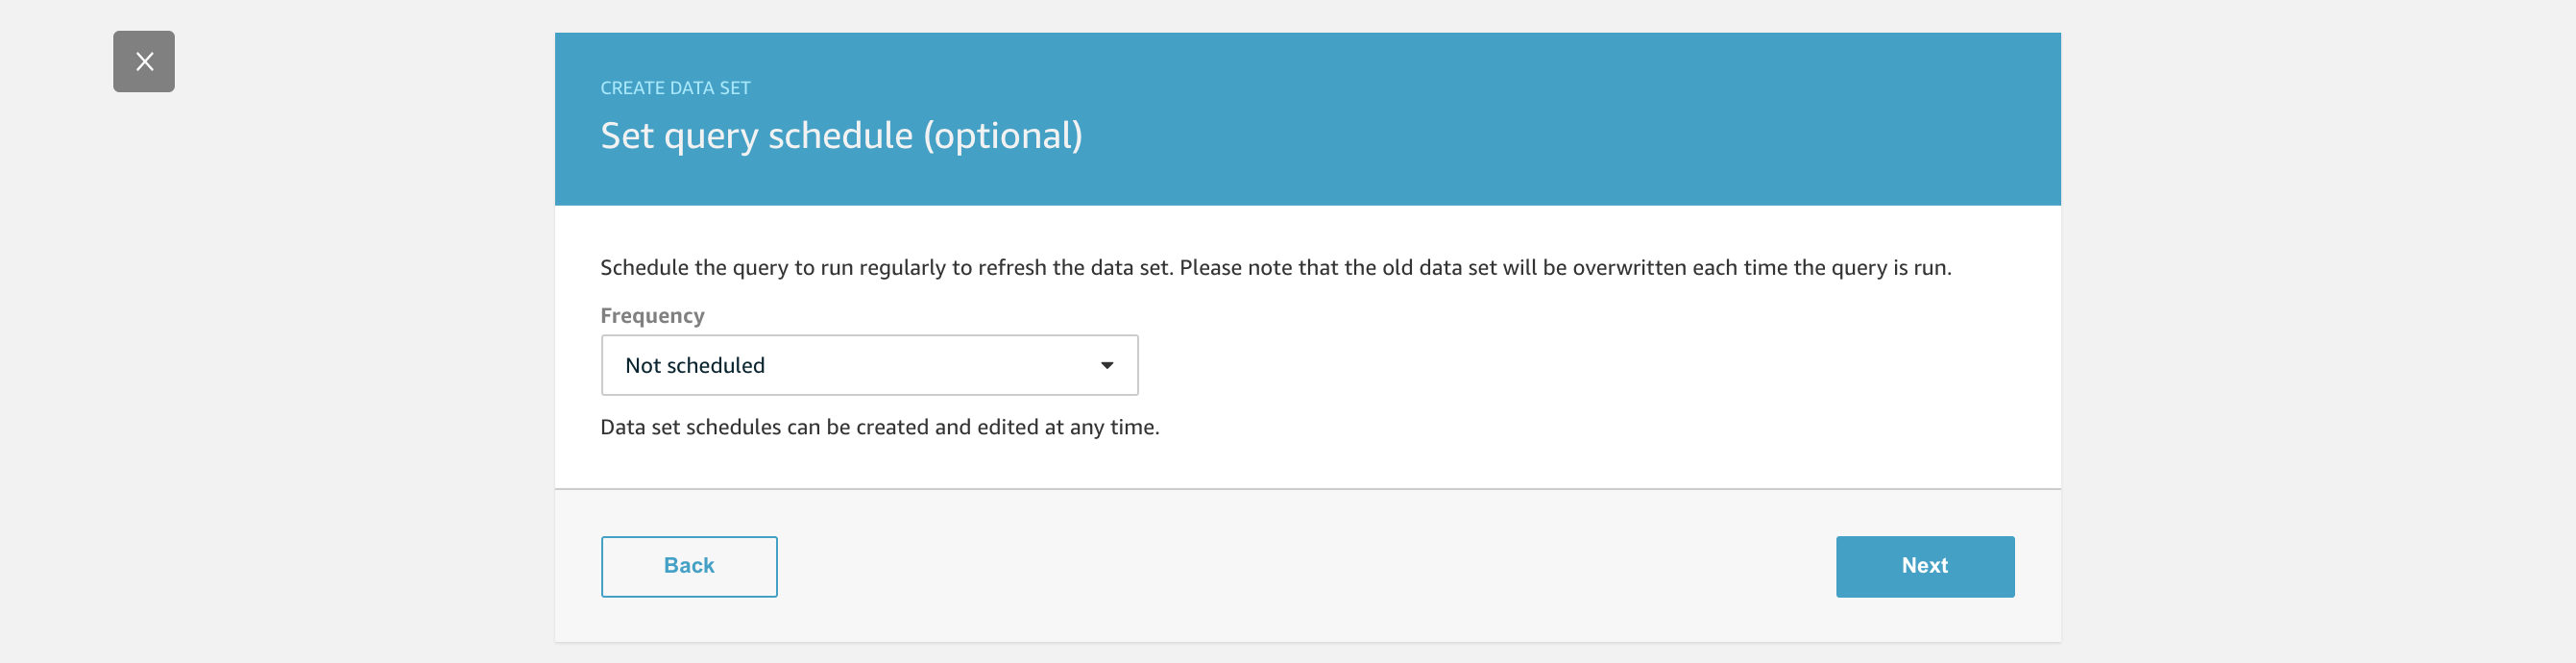 CREATE DATA SET
Set query schedule (optional)
Schedule the query to run regularly to refresh the data set. Please note that the old data set will be overwritten each time the query is run.
Frequency
Not scheduled
Data set schedules can be created and edited at any time.
Back
Next